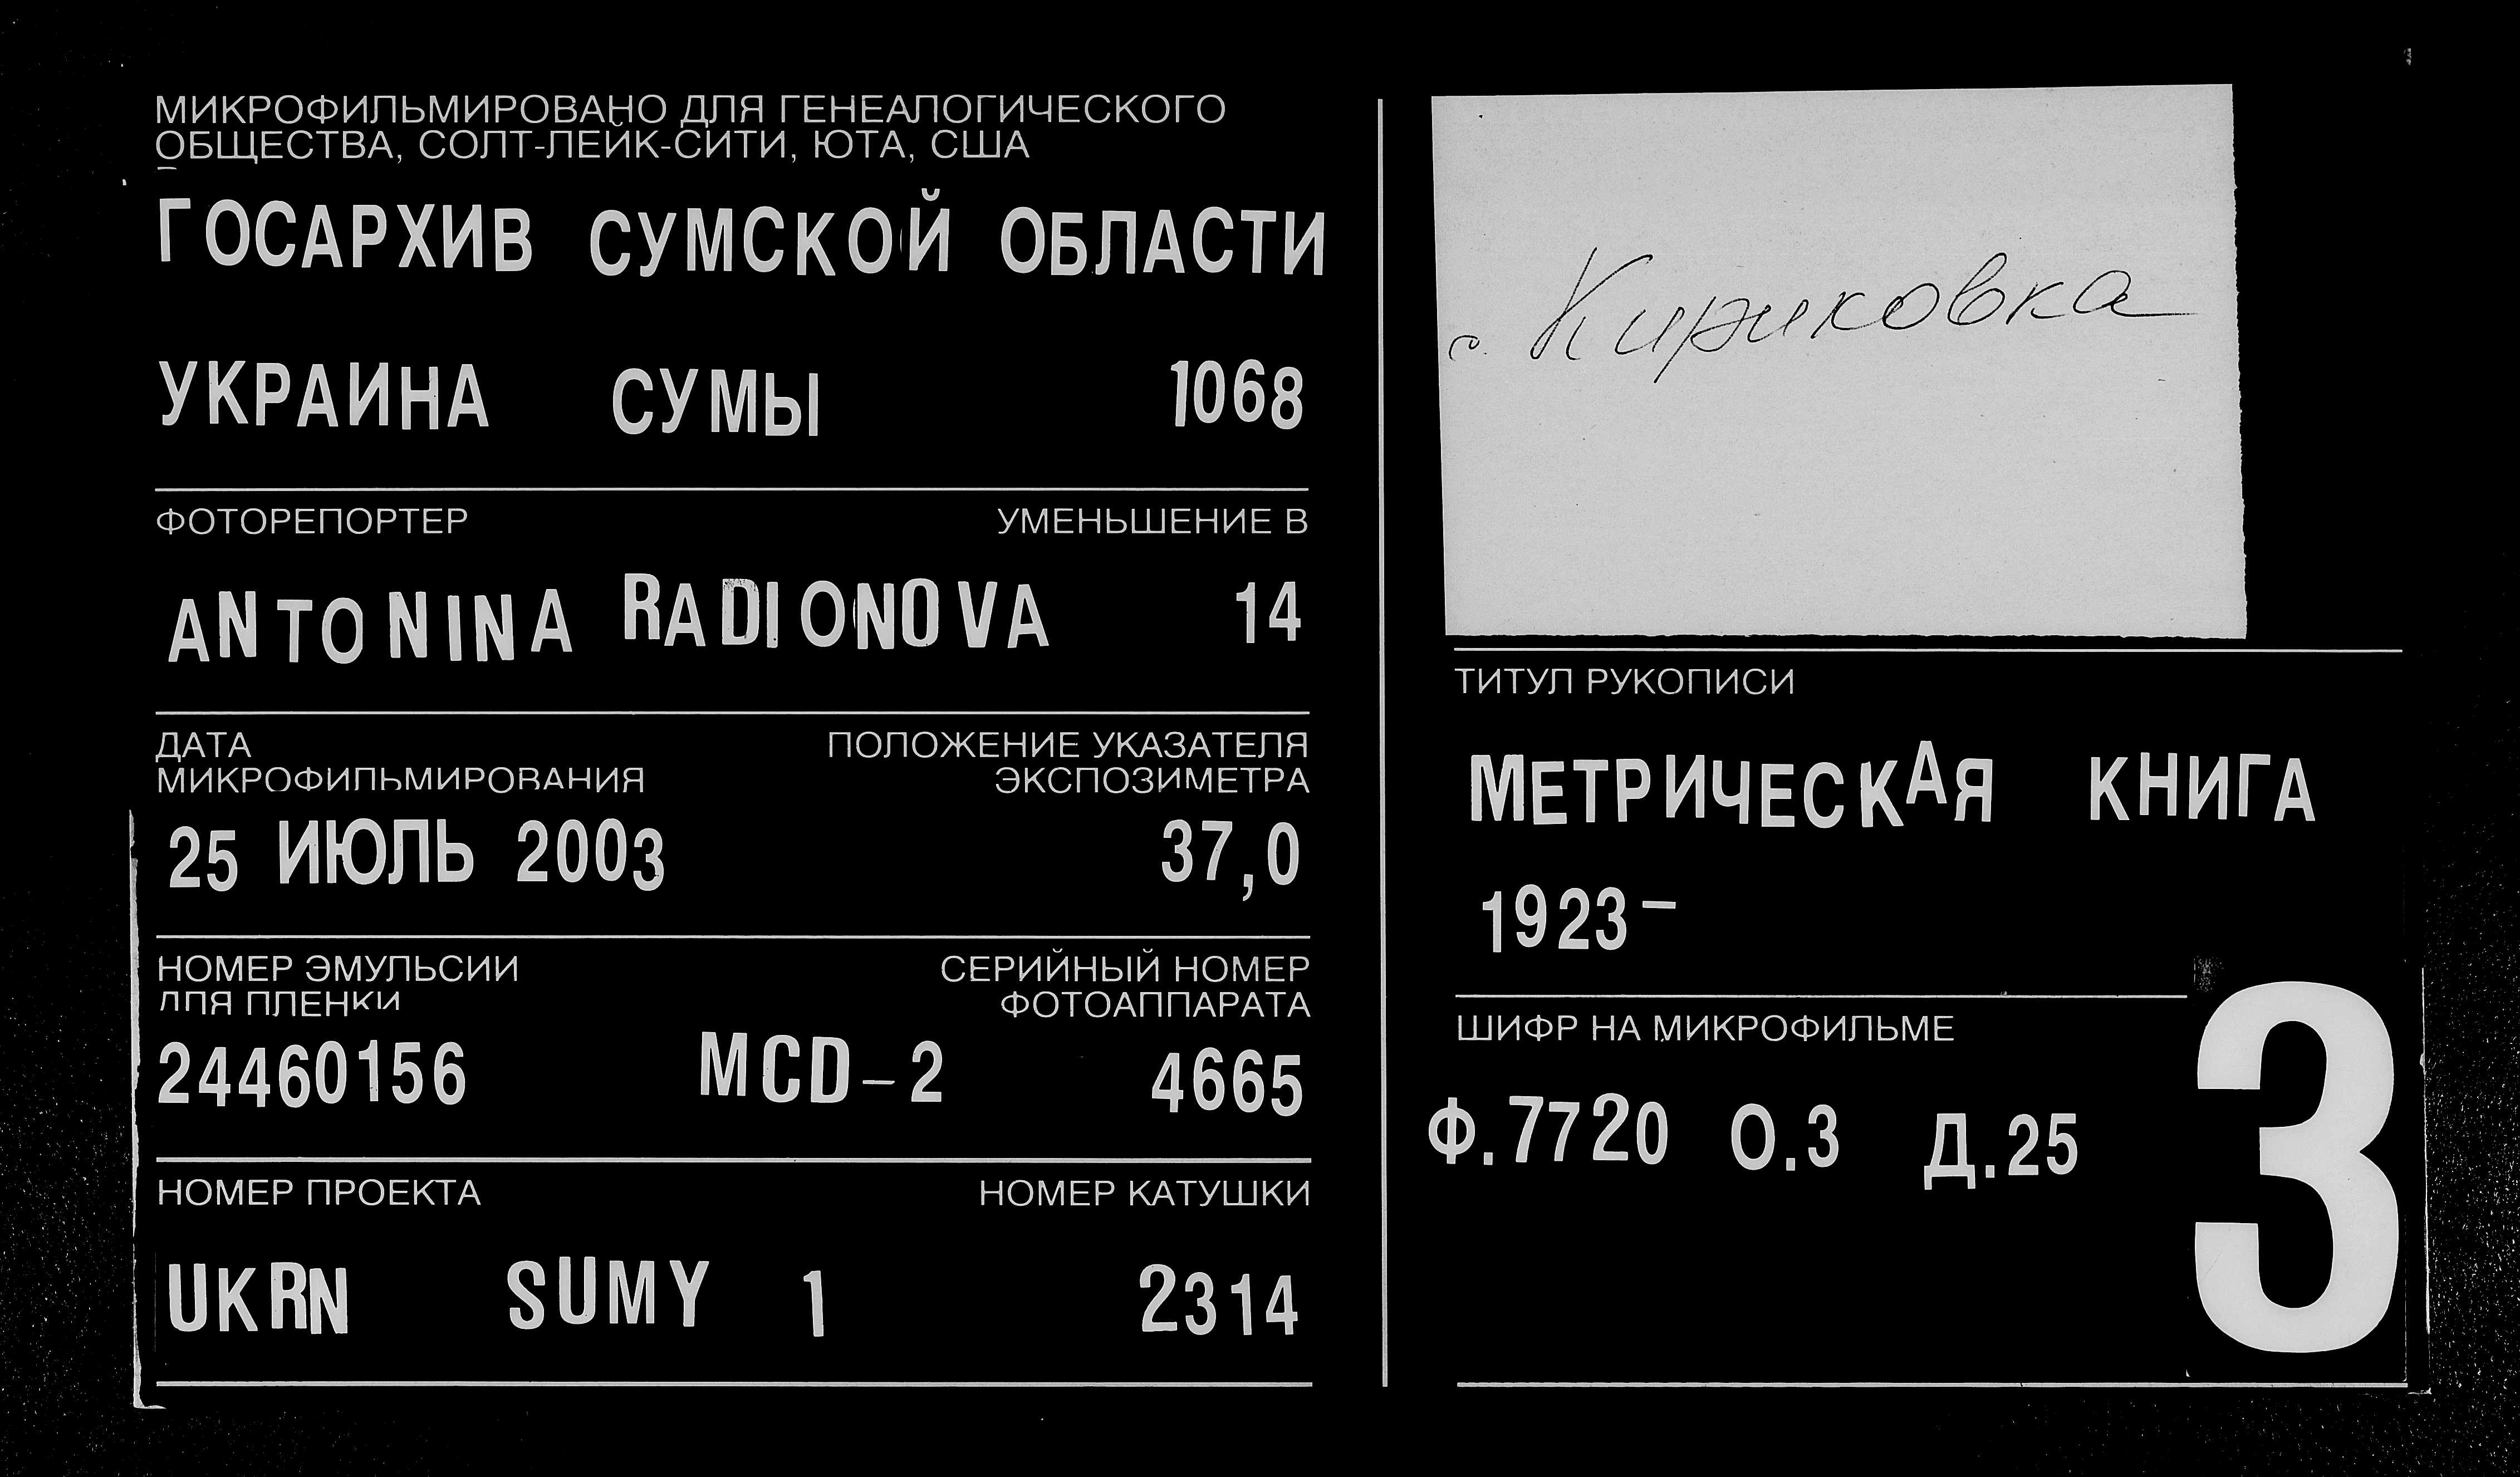 МИКРОФИЛЬМИРОВАНО ДЛЯ ГЕНЕАЛОГИЧЕСКОГО
ОБЩЕСТВА, СОЛТ-ЛЕЙК-СИТИ, ЮТА, США
ГОСАРХИВ СУМСКОЙ ОБЛАСТИ
УКРАИНА СУМЫ 1068
ФОТОРЕПОРТЕР УМЕНЬШЕНИЕ В
ANTONINA RADIONOVA 14
ДАТА ПОЛОЖЕНИЕ УКАЗАТЕЛЯ
МИКРОФИЛЬМИРОВАНИЯ ЭКСПОЗИМЕТРА
25 ИЮЛЬ 2003 37,0
НОМЕР ЭМУЛЬСИИ СЕРИЙНЫЙ НОМЕР
ДЛЯ ПЛЕНКИ ФОТОАППАРАТА
24460156 MCD-2 4665
НОМЕР ПРОЕКТА НОМЕР КАТУШКИ
UKRN SUMY 1 2314
с. Кириковка
ТИТУЛ РУКОПИСИ
МЕТРИЧЕСКАЯ КНИГА
1923-
ШИФР НА МИКРОФИЛЬМЕ
Ф.7720 О.3 Д.25
3